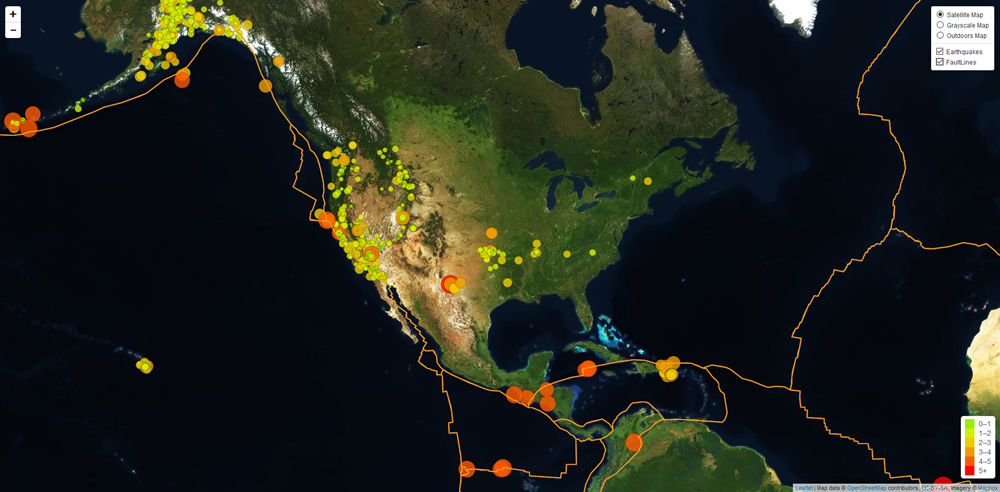 +
−
Satellite Map
Grayscale Map
Outdoors Map
Earthquakes
FaultLines
0–1
1–2
2–3
3–4
4–5
5+
Leaflet | Map data © OpenStreetMap contributors, CC-BY-SA, Imagery © Mapbox